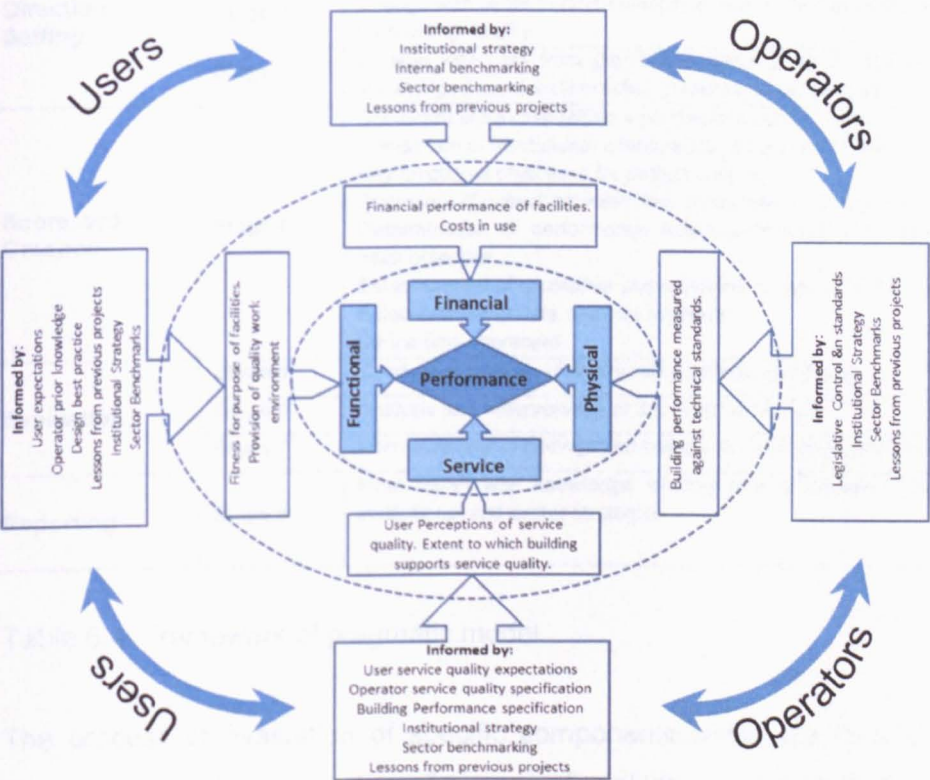 Users
Operators
Informed by:
Institutional strategy
Internal benchmarking
Sector benchmarking
Lessons from previous projects
Financial performance of facilities.
Costs in use
Informed by:
User expectations
Operator prior knowledge
Design best practice
Lessons from previous projects
Institutional Strategy
Sector Benchmarks
Fitness for purpose of facilities.
Provision of quality work
environment
Functional
Financial
Performance
Service
Physical
Building performance measured
against technical standards.
Informed by:
Legislative Control &n standards
Institutional Strategy
Sector Benchmarks
Lessons from previous projects
User Perceptions of service
quality. Extent to which building
supports service quality.
Informed by:
User service quality expectations
Operator service quality specification
Building Performance specification
Institutional strategy
Sector benchmarking
Lessons from previous projects
Users
Operators